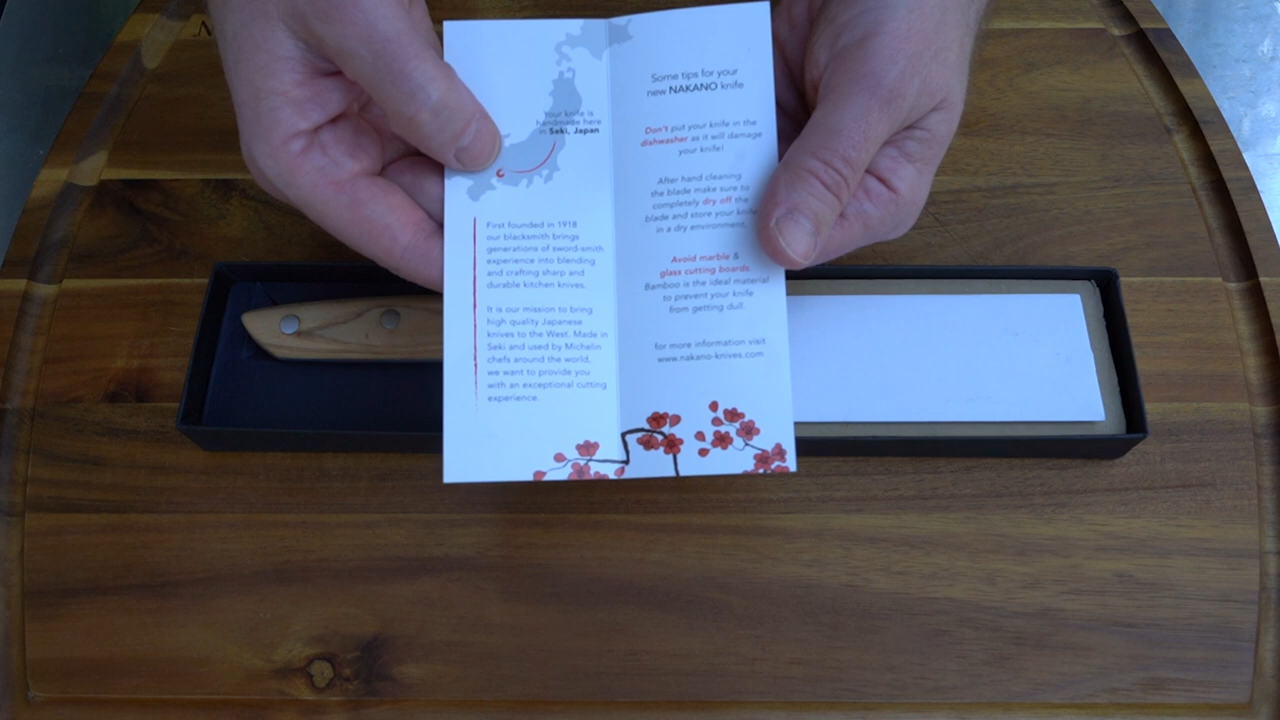 Your knife is
handmade here
in Seki, Japan
First founded in 1918
our blacksmith brings
generations of sword-smith
experience into blending
and crafting sharp and
durable kitchen knives.
It is our mission to bring
high quality Japanese
knives to the West. Made in
Seki and used by Michelin
chefs around the world,
we want to provide you
with an exceptional cutting
experience.
Some tips for your
new NAKANO knife
Don't put your knife in the
dishwasher as it will damage
your knife!
After hand cleaning
the blade make sure to
completely dry off the
blade and store your knife
in a dry environment.
Avoid marble &
glass cutting boards.
Bamboo is the ideal material
to prevent your knife
from getting dull.
for more information visit
www.nakano-knives.com